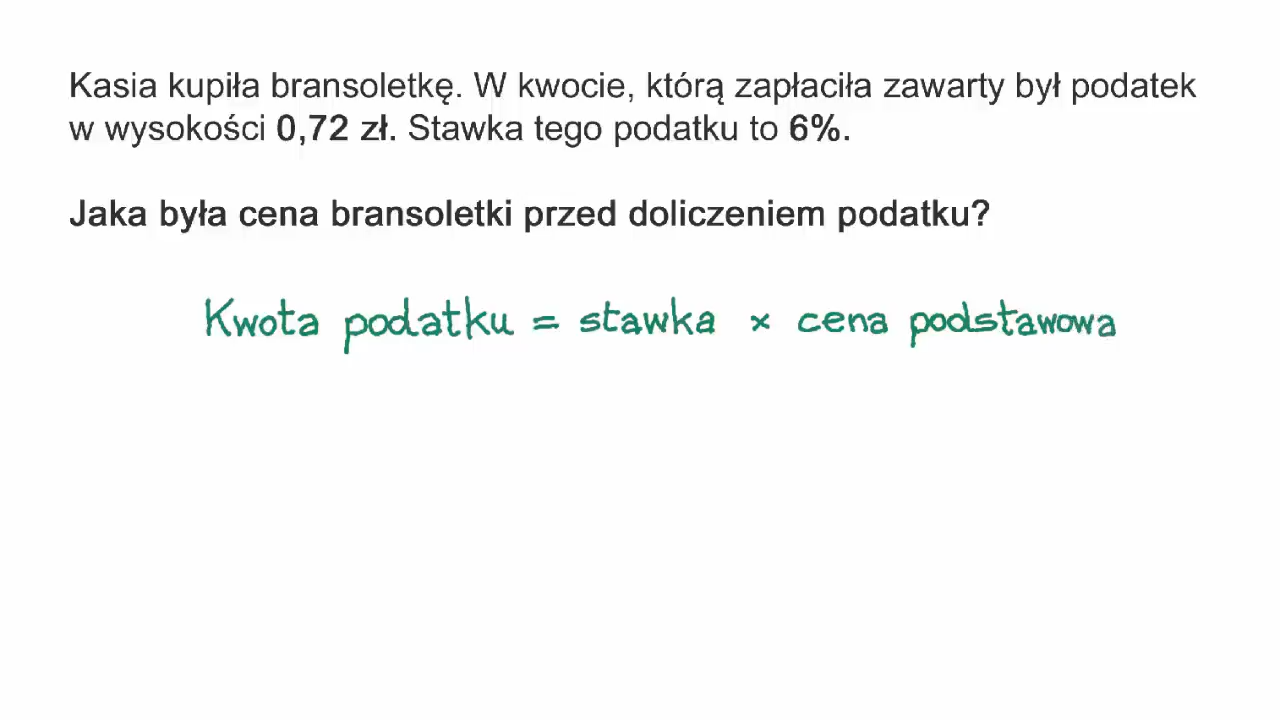 Kasia kupiła bransoletkę. W kwocie, którą zapłaciła zawarty był podatek
w wysokości 0,72 zł. Stawka tego podatku to 6%.
Jaka była cena bransoletki przed doliczeniem podatku?
Kwota podatku = stawka × cena podstawowa